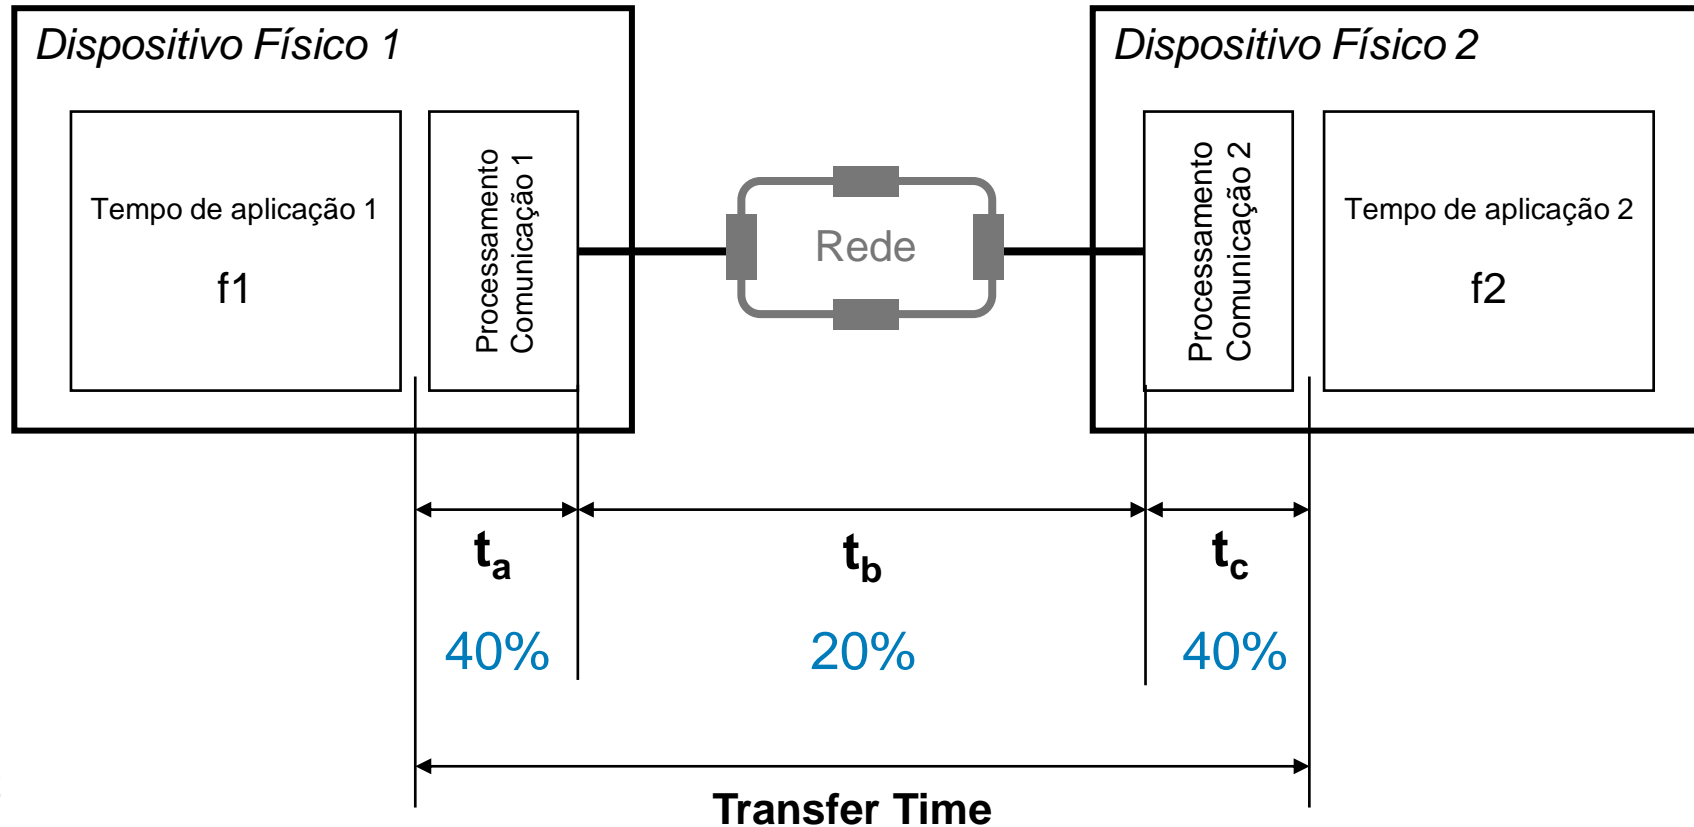 Dispositivo Físico 1
Dispositivo Físico 2
Tempo de aplicação 1
f1
Processamento
Comunicação 1
Rede
Processamento
Comunicação 2
Tempo de aplicação 2
f2
ta
tb
tc
40%
20%
40%
Transfer Time